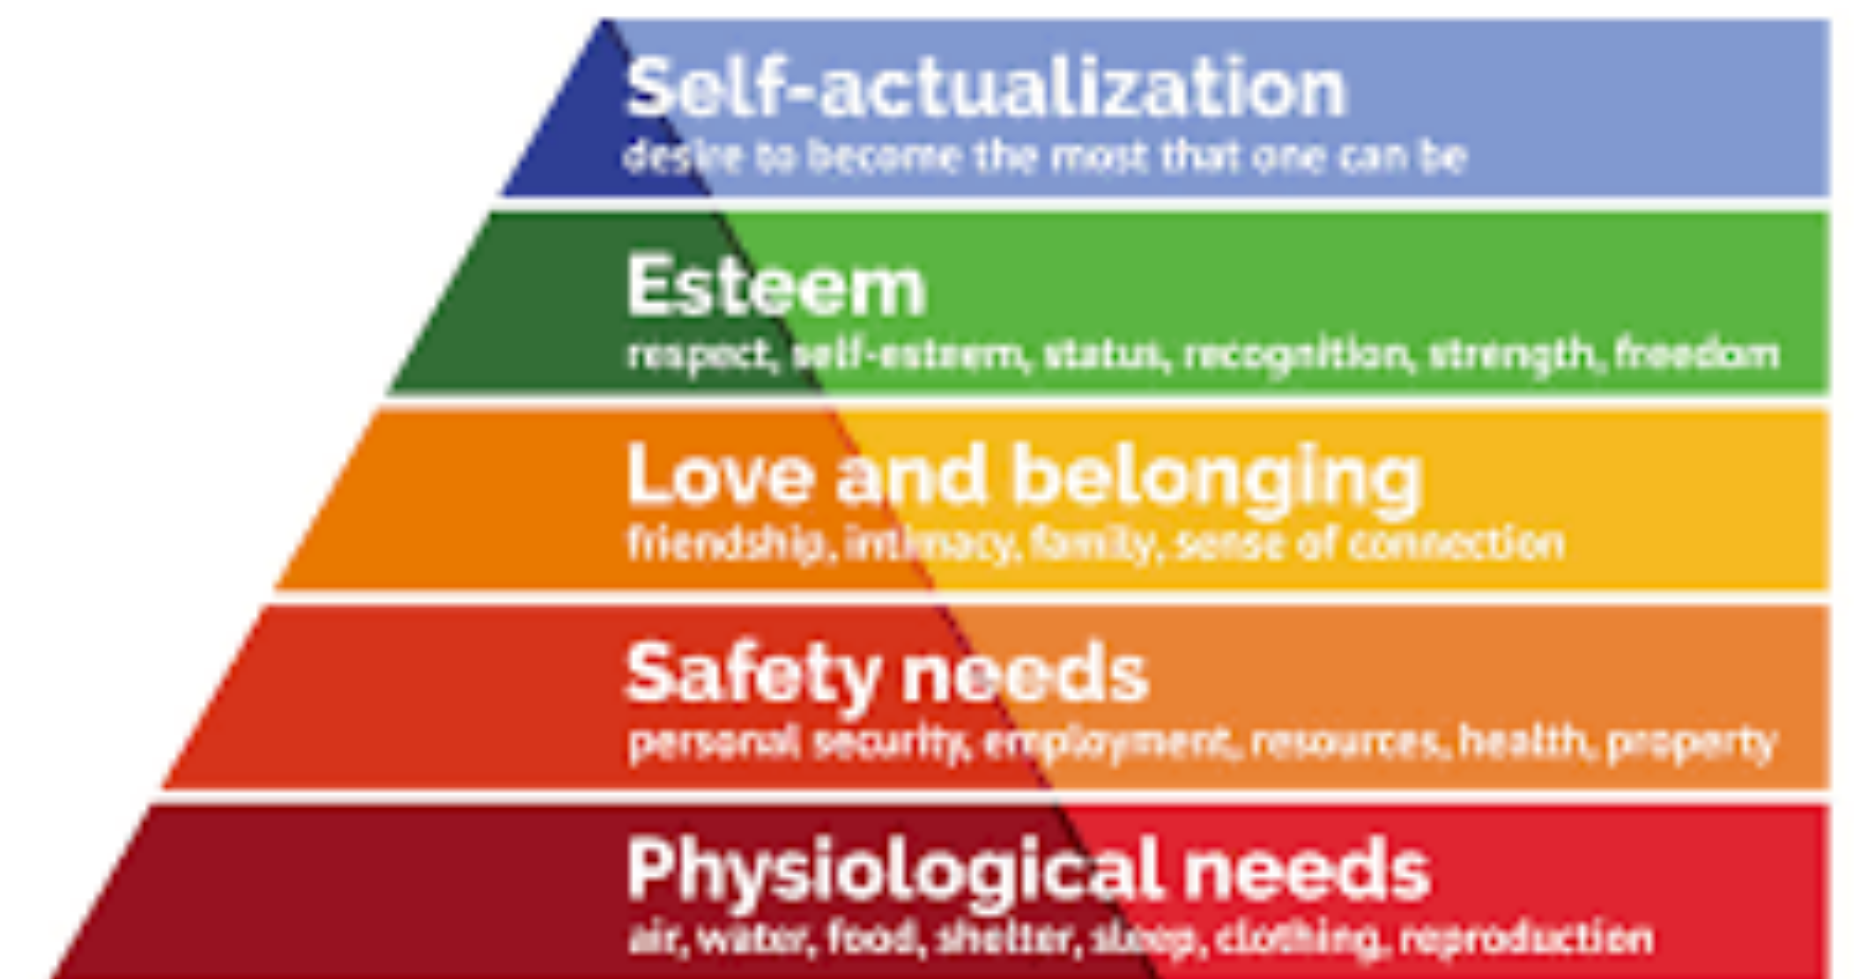 Self-actualization
desire to become the most that one can be
Esteem
respect, self-esteem, status, recognition, strength, freedom
Love and belonging
friendship, intimacy, family, sense of connection
Safety needs
personal security, employment, resources, health, property
Physiological needs
air, water, food, shelter, sleep, clothing, reproduction